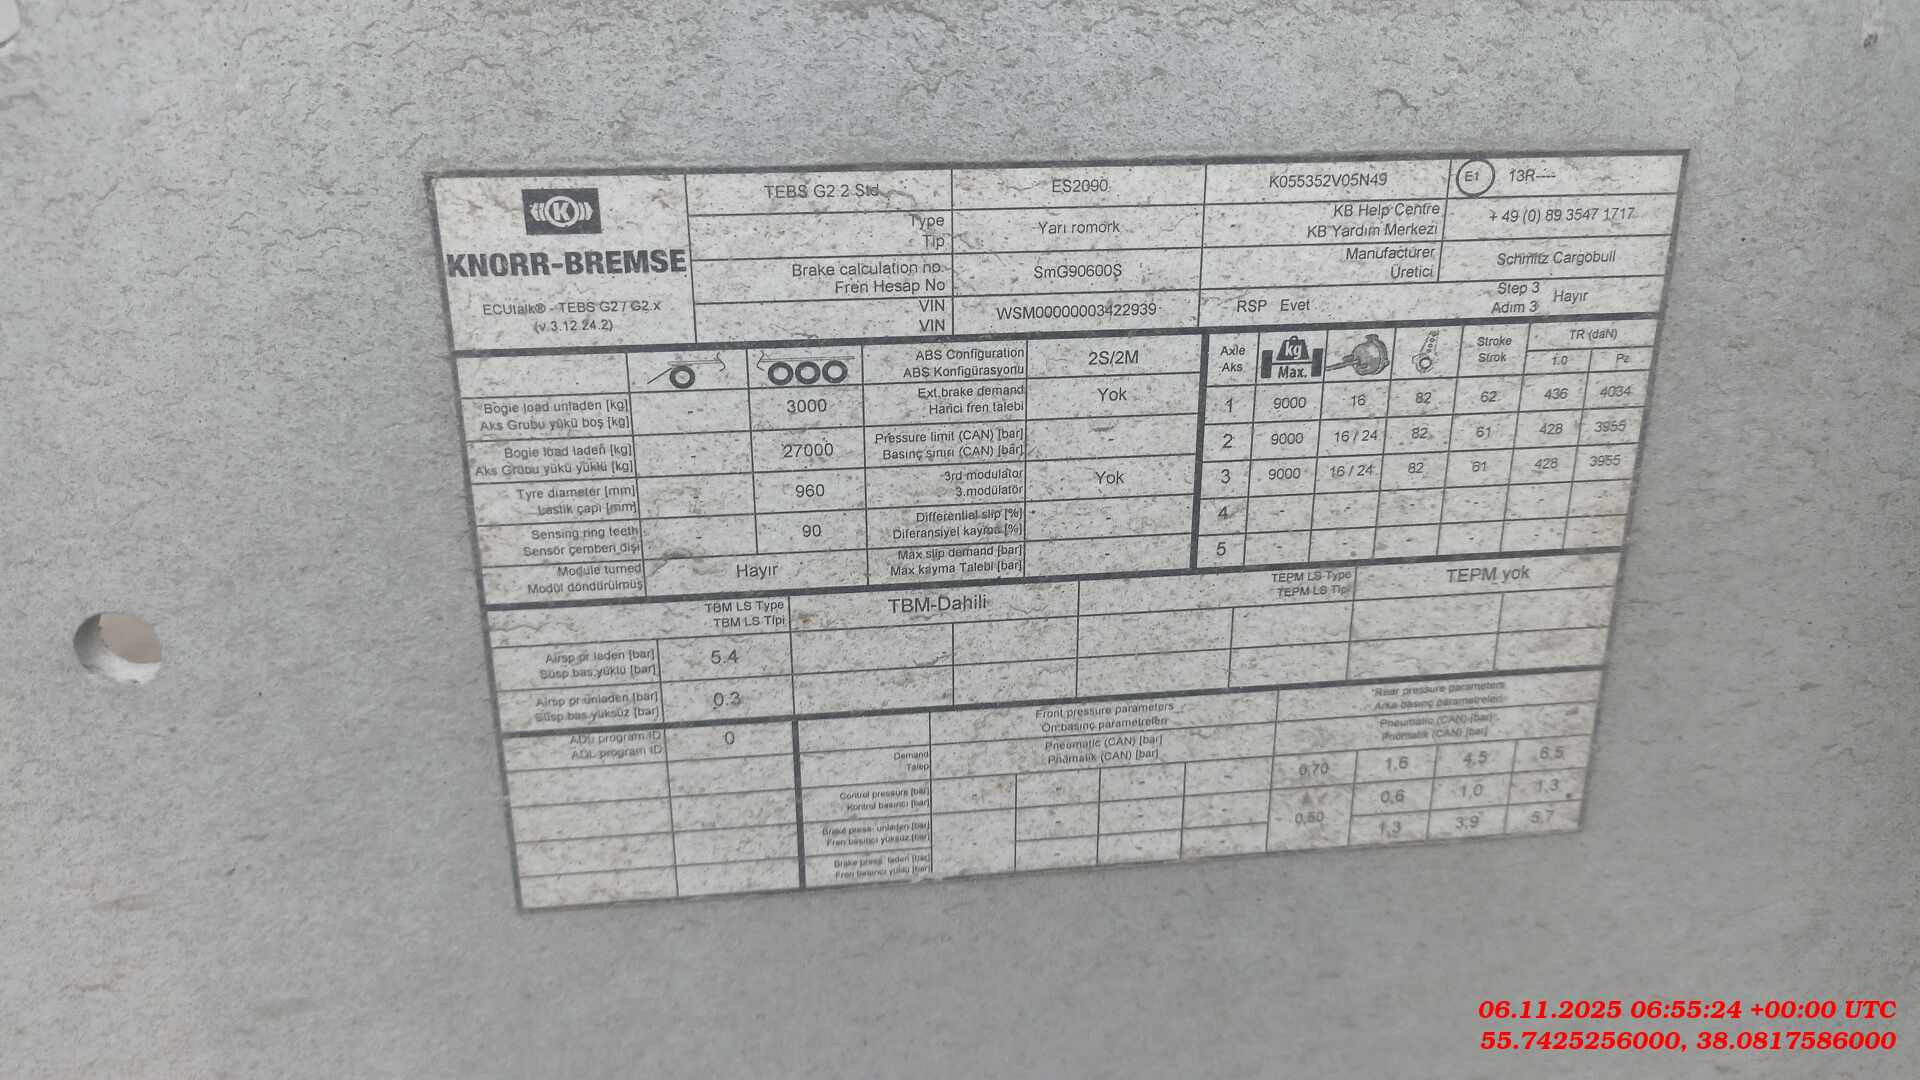 KNORR-BREMSE
ECUtalk® - TEBS G2 / G2.x
(v.3.12.24.2)
TEBS G2.2 Std. ES2090 K055352V05N49 E1 13R----
Type
Tip
Yarı römork
KB Help Centre
KB Yardım Merkezi
+ 49 (0) 89 3547 1717
Brake calculation no.
Fren Hesap No
SmG90600S
Manufacturer
Üretici
Schmitz Cargobull
VIN
VIN
WSM00000003422939
RSP Evet
Step 3
Adım 3
Hayır
ABS Configuration
ABS Konfigürasyonu
2S/2M
Bogie load unladen [kg]
Aks Grubu yükü boş [kg]
- 3000
Ext.brake demand
Harici fren talebi
Yok
Bogie load laden [kg]
Aks Grubu yükü yüklü [kg]
- 27000
Pressure limit (CAN) [bar]
Basınç sınırı (CAN) [bar]
-
Tyre diameter [mm]
Lastik çapı [mm]
- 960
3rd modulator
3.modülatör
Yok
Sensing ring teeth
Sensör çemberi dişi
- 90
Differential slip [%]
Diferansiyel kayma [%]
-
Module turned
Modül döndürülmüş
Hayır
Max slip demand [bar]
Max kayma Talebi [bar]
-
Axle
Aks
kg
Max.
Stroke
Strok
TR (daN)
1.0 Pz
1 9000 16 82 62 436 4034
2 9000 16 / 24 82 61 428 3955
3 9000 16 / 24 82 61 428 3955
4 - - - - - -
5 - - - - - -
TBM LS Type
TBM LS Tipi
TBM-Dahili
TEPM LS Type
TEPM LS Tipi
TEPM yok
Airsp pr laden [bar]
Süsp.bas.yüklü [bar]
5.4
Airsp pr unladen [bar]
Süsp.bas.yüksüz [bar]
0.3
ADL program ID
ADL program ID
0
Front pressure parameters
Ön basınç parametreleri
Rear pressure parameters
Arka basınç parametreleri
Demand
Talep
Pneumatic (CAN) [bar]
Pnömatik (CAN) [bar]
Pneumatic (CAN) [bar]
Pnömatik (CAN) [bar]
Control pressure [bar]
Kontrol basıncı [bar]
- - - - 0,70 1,6 4,5 6,5
Brake press. unladen [bar]
Fren basıncı yüksüz [bar]
- - - 0,60 0,6 1,0 1,3
Brake press. laden [bar]
Fren basıncı yüklü [bar]
- - - 1,3 3,9 5,7
06.11.2025 06:55:24 +00:00 UTC
55.7425256000, 38.0817586000